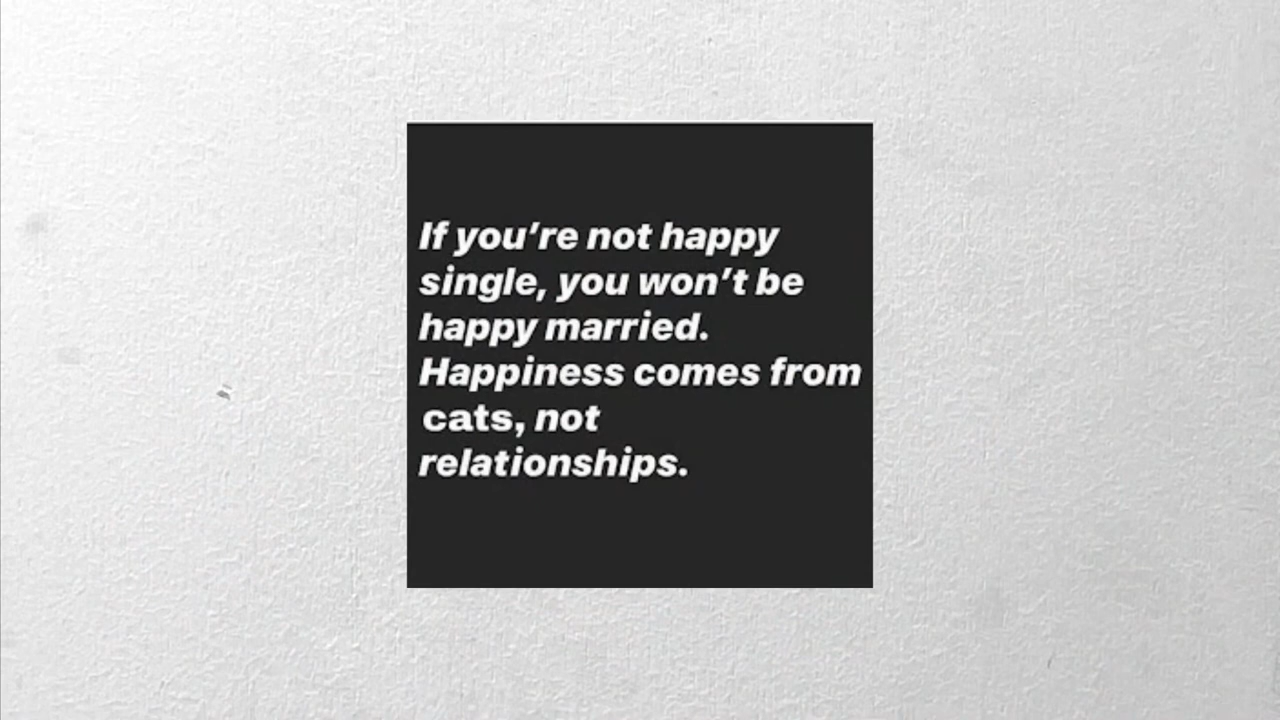 If you’re not happy
single, you won’t be
happy married.
Happiness comes from
cats, not
relationships.